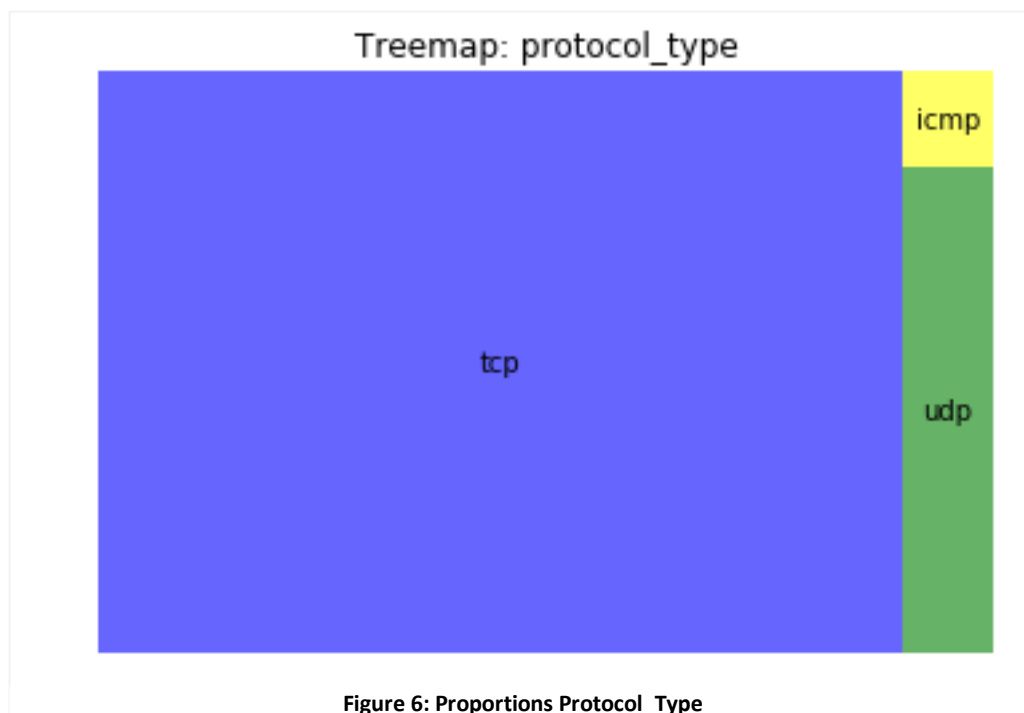 Treemap: protocol_type
icmp
tcp
udp
Figure 6: Proportions Protocol_Type